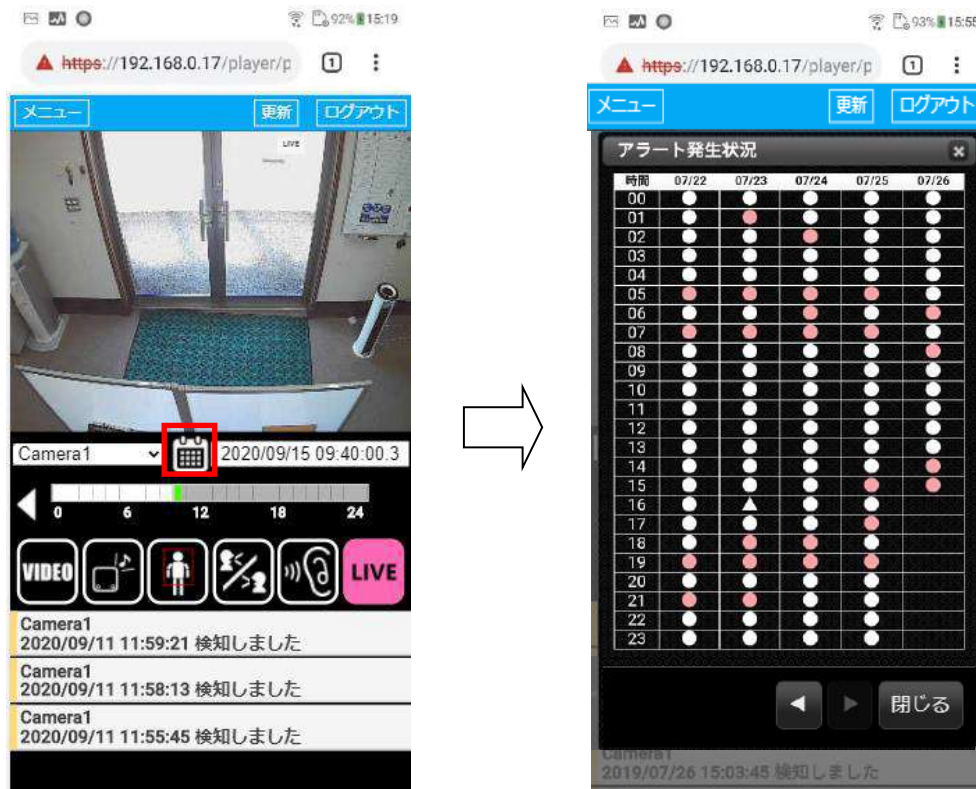 92% 15:19
https://192.168.0.17/player/p 1
メニュー 更新 ログアウト
LIVE
Camera1 2020/09/15 09:40:00.3
0 6 12 18 24
VIDEO LIVE
Camera1
2020/09/11 11:59:21 検知しました
Camera1
2020/09/11 11:58:13 検知しました
Camera1
2020/09/11 11:55:45 検知しました
93% 15:55
https://192.168.0.17/player/p 1
メニュー 更新 ログアウト
アラート発生状況
時間 07/22 07/23 07/24 07/25 07/26
00
01
02
03
04
05
06
07
08
09
10
11
12
13
14
15
16
17
18
19
20
21
22
23
閉じる
Camera1
2019/07/26 15:03:45 検知しました